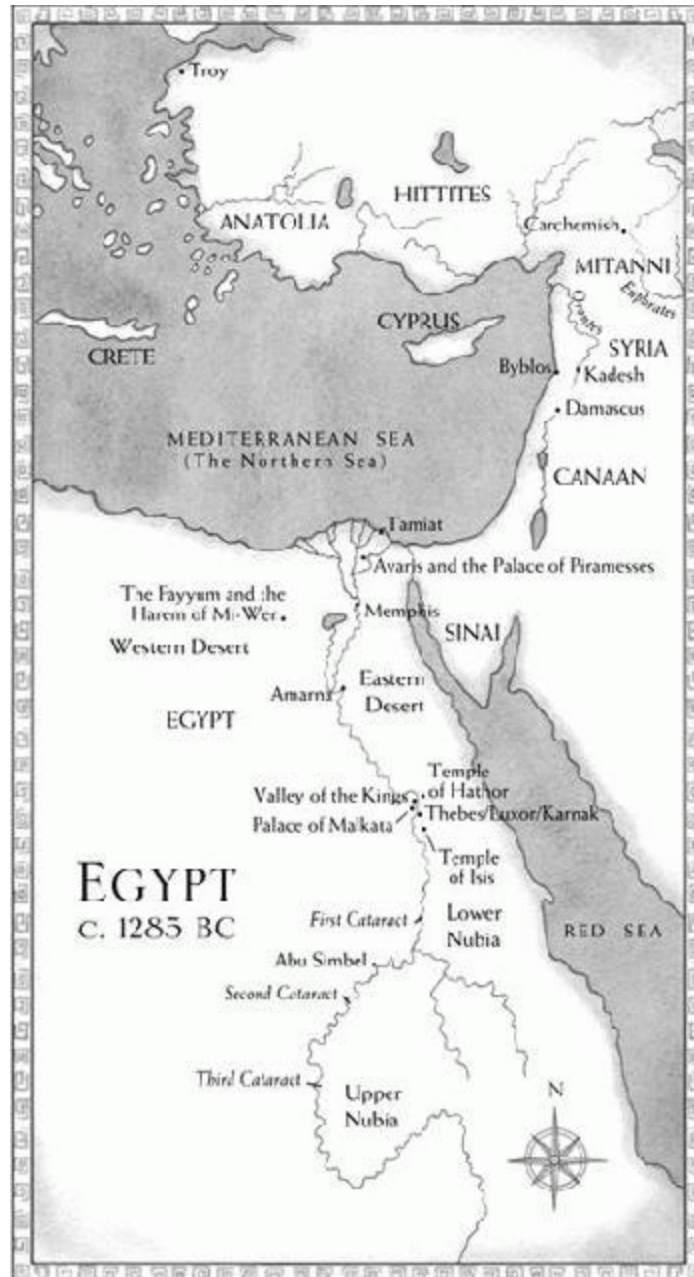 Troy
HITTITES
ANATOLIA
Carchemish
MITANNI
Euphrates
Orontes
CYPRUS
SYRIA
CRETE
Byblos
Kadesh
Damascus
MEDITERRANEAN SEA
(The Northern Sea)
CANAAN
Tamiat
Avaris and the Palace of Piramesses
The Fayyum and the
Harem of Mi-Wer
Memphis
SINAI
Western Desert
Eastern
Desert
Amarna
EGYPT
Temple
of Hathor
Valley of the Kings
Thebes/Luxor/Karnak
Palace of Malkata
Temple
of Isis
EGYPT
C. 1283 BC
First Cataract
Lower
Nubia
RED SEA
Abu Simbel
Second Cataract
Third Cataract
Upper
Nubia
N